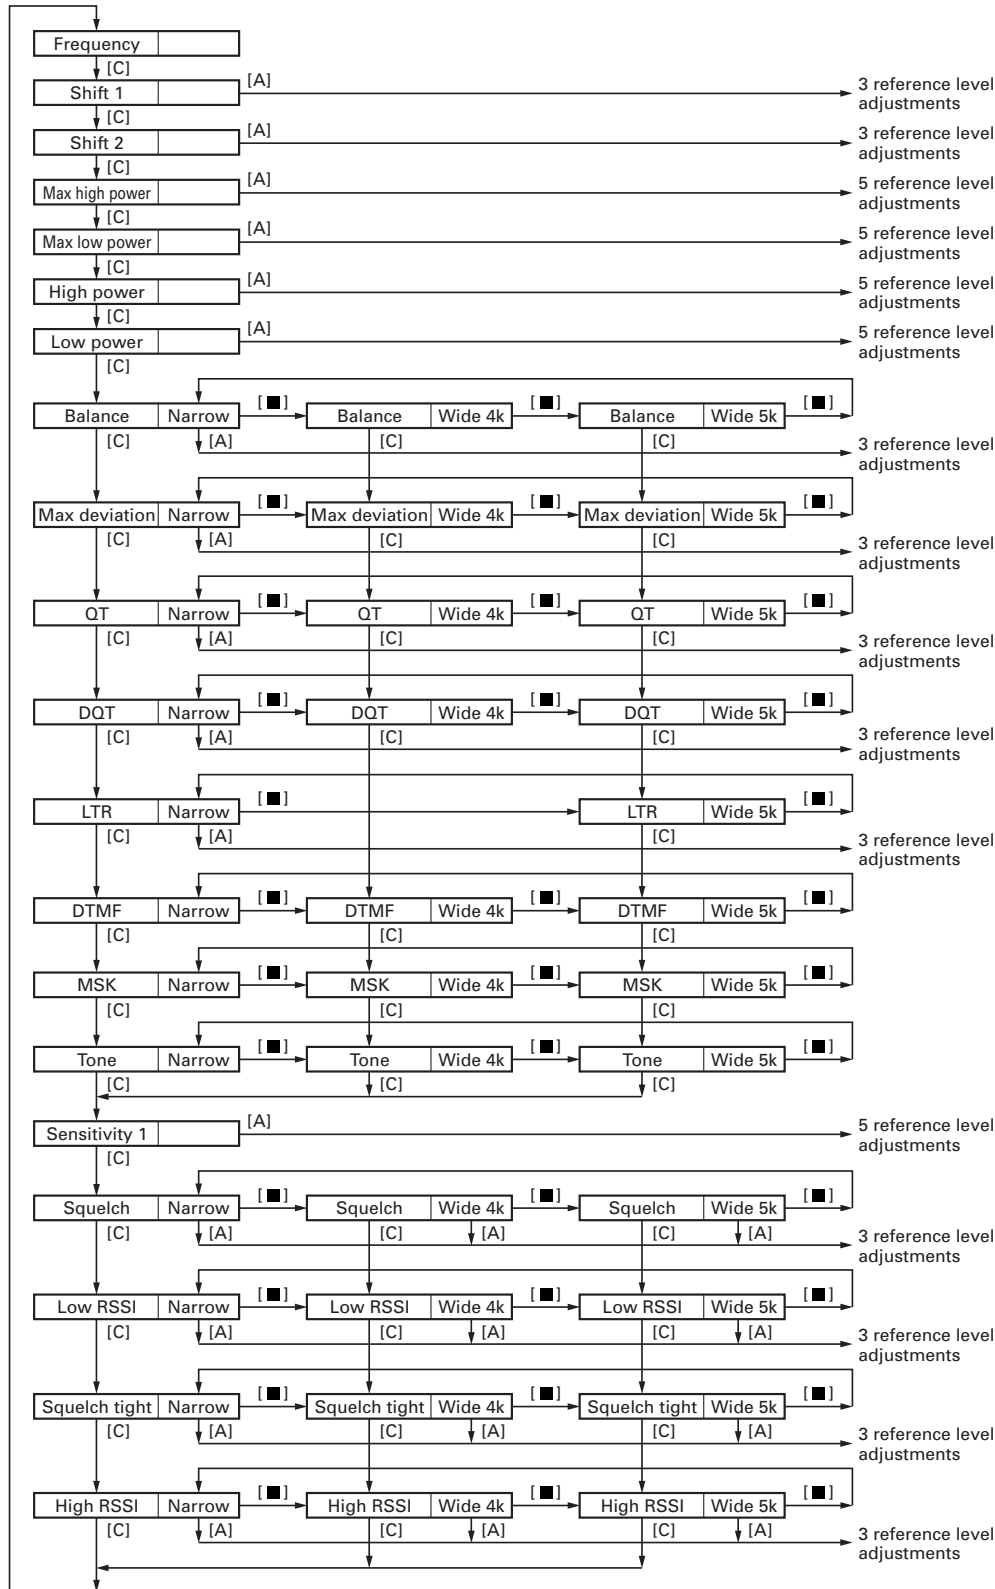 Frequency
[C]
Shift 1
[A]
3 reference level
adjustments
[C]
Shift 2
[A]
3 reference level
adjustments
[C]
Max high power
[A]
5 reference level
adjustments
[C]
Max low power
[A]
5 reference level
adjustments
[C]
High power
[A]
5 reference level
adjustments
[C]
Low power
[A]
5 reference level
adjustments
[C]
Balance Narrow [■] Balance Wide 4k [■] Balance Wide 5k [■]
[C] [A] [C] [C]
3 reference level
adjustments
Max deviation Narrow [■] Max deviation Wide 4k [■] Max deviation Wide 5k [■]
[C] [A] [C] [C]
3 reference level
adjustments
QT Narrow [■] QT Wide 4k [■] QT Wide 5k [■]
[C] [A] [C] [C]
3 reference level
adjustments
DQT Narrow [■] DQT Wide 4k [■] DQT Wide 5k [■]
[C] [A] [C] [C]
3 reference level
adjustments
LTR Narrow [■] LTR Wide 5k [■]
[C] [A] [C]
3 reference level
adjustments
DTMF Narrow [■] DTMF Wide 4k [■] DTMF Wide 5k [■]
[C] [C] [C]
MSK Narrow [■] MSK Wide 4k [■] MSK Wide 5k [■]
[C] [C] [C]
Tone Narrow [■] Tone Wide 4k [■] Tone Wide 5k [■]
[C] [C] [C]
Sensitivity 1
[A]
5 reference level
adjustments
[C]
Squelch Narrow [■] Squelch Wide 4k [■] Squelch Wide 5k [■]
[C] [A] [C] [A] [C] [A]
3 reference level
adjustments
Low RSSI Narrow [■] Low RSSI Wide 4k [■] Low RSSI Wide 5k [■]
[C] [A] [C] [A] [C] [A]
3 reference level
adjustments
Squelch tight Narrow [■] Squelch tight Wide 4k [■] Squelch tight Wide 5k [■]
[C] [A] [C] [A] [C] [A]
3 reference level
adjustments
High RSSI Narrow [■] High RSSI Wide 4k [■] High RSSI Wide 5k [■]
[C] [A] [C] [A] [C] [A]
3 reference level
adjustments